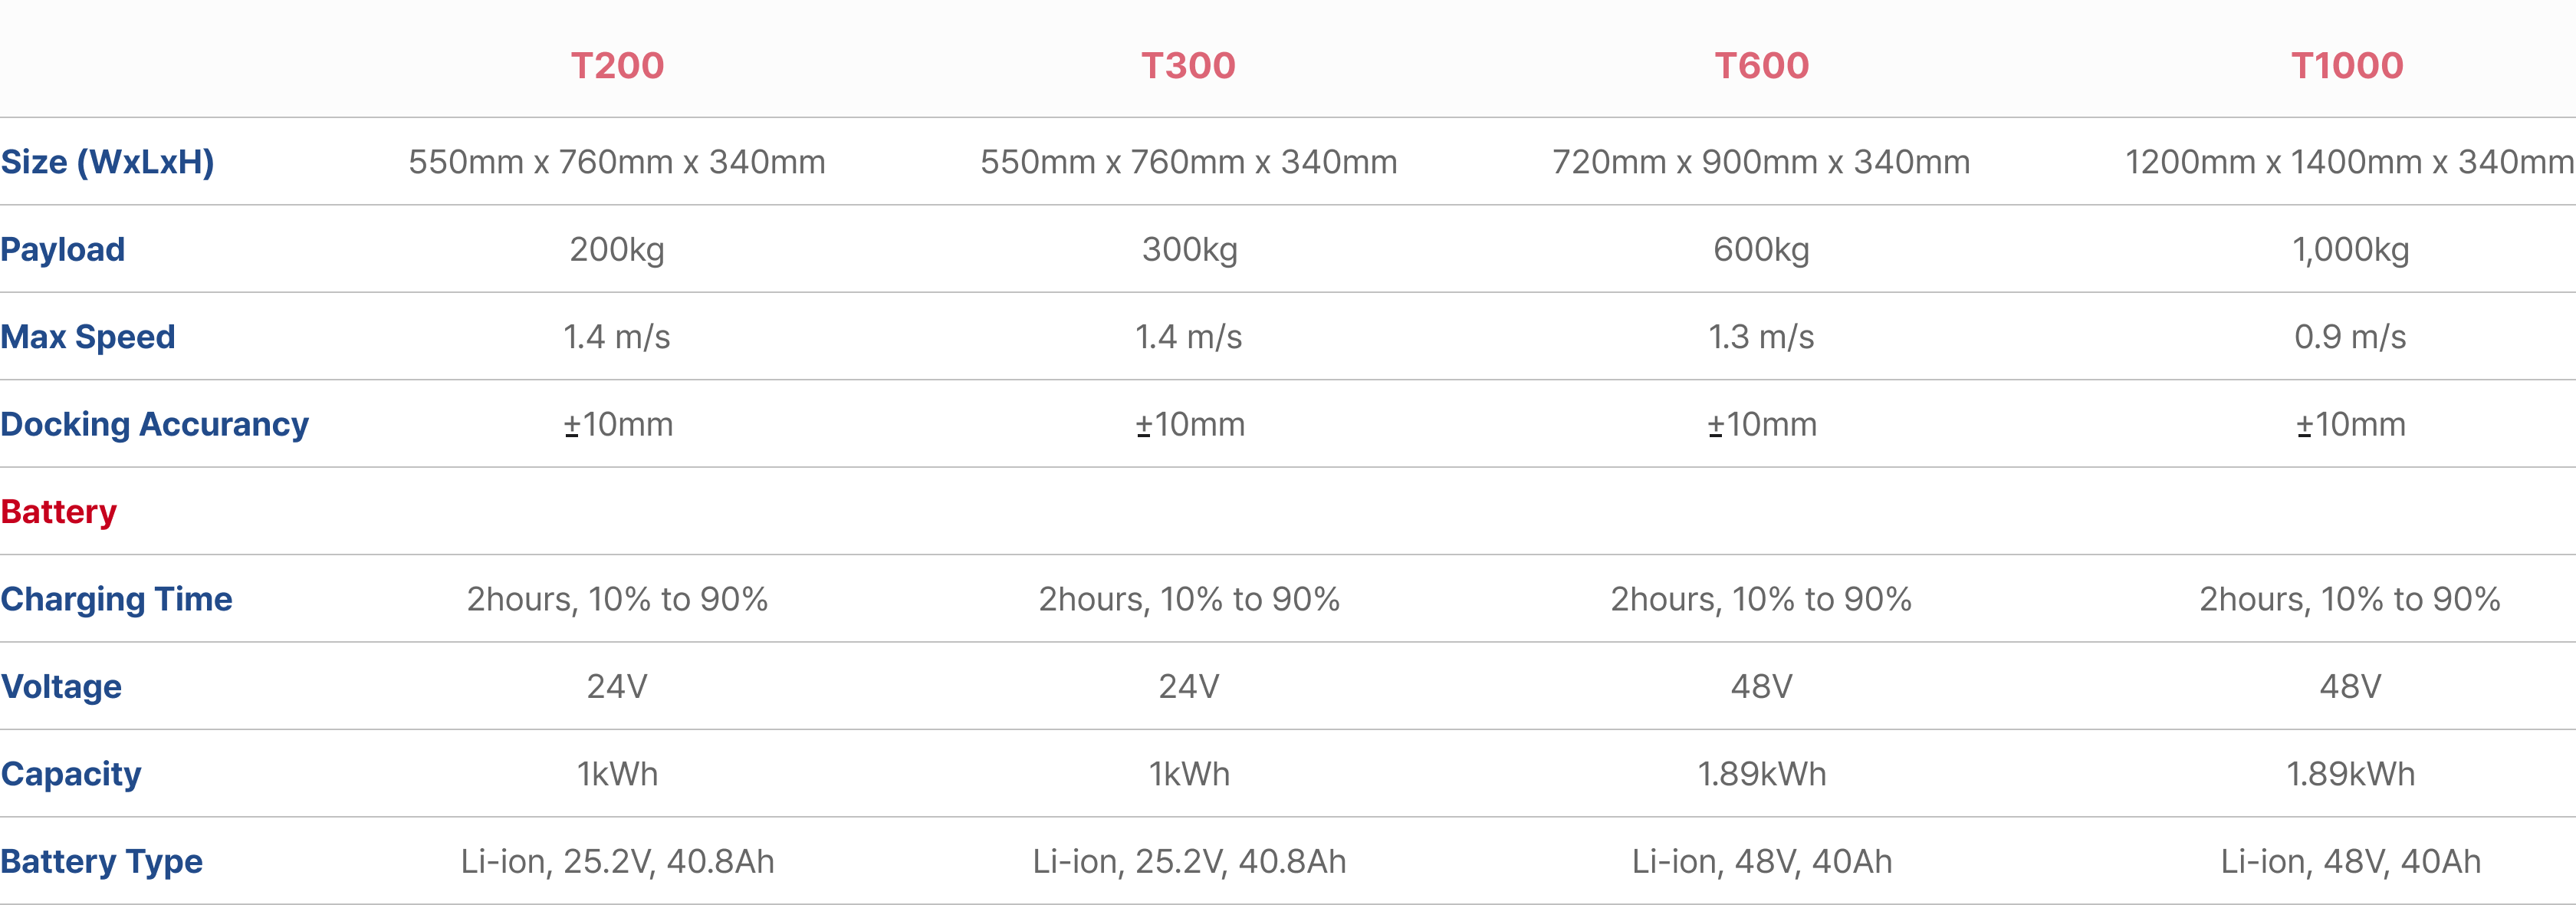 T200 T300 T600 T1000
Size (WxLxH) 550mm x 760mm x 340mm 550mm x 760mm x 340mm 720mm x 900mm x 340mm 1200mm x 1400mm x 340mm
Payload 200kg 300kg 600kg 1,000kg
Max Speed 1.4 m/s 1.4 m/s 1.3 m/s 0.9 m/s
Docking Accurancy ±10mm ±10mm ±10mm ±10mm
Battery
Charging Time 2hours, 10% to 90% 2hours, 10% to 90% 2hours, 10% to 90% 2hours, 10% to 90%
Voltage 24V 24V 48V 48V
Capacity 1kWh 1kWh 1.89kWh 1.89kWh
Battery Type Li-ion, 25.2V, 40.8Ah Li-ion, 25.2V, 40.8Ah Li-ion, 48V, 40Ah Li-ion, 48V, 40Ah